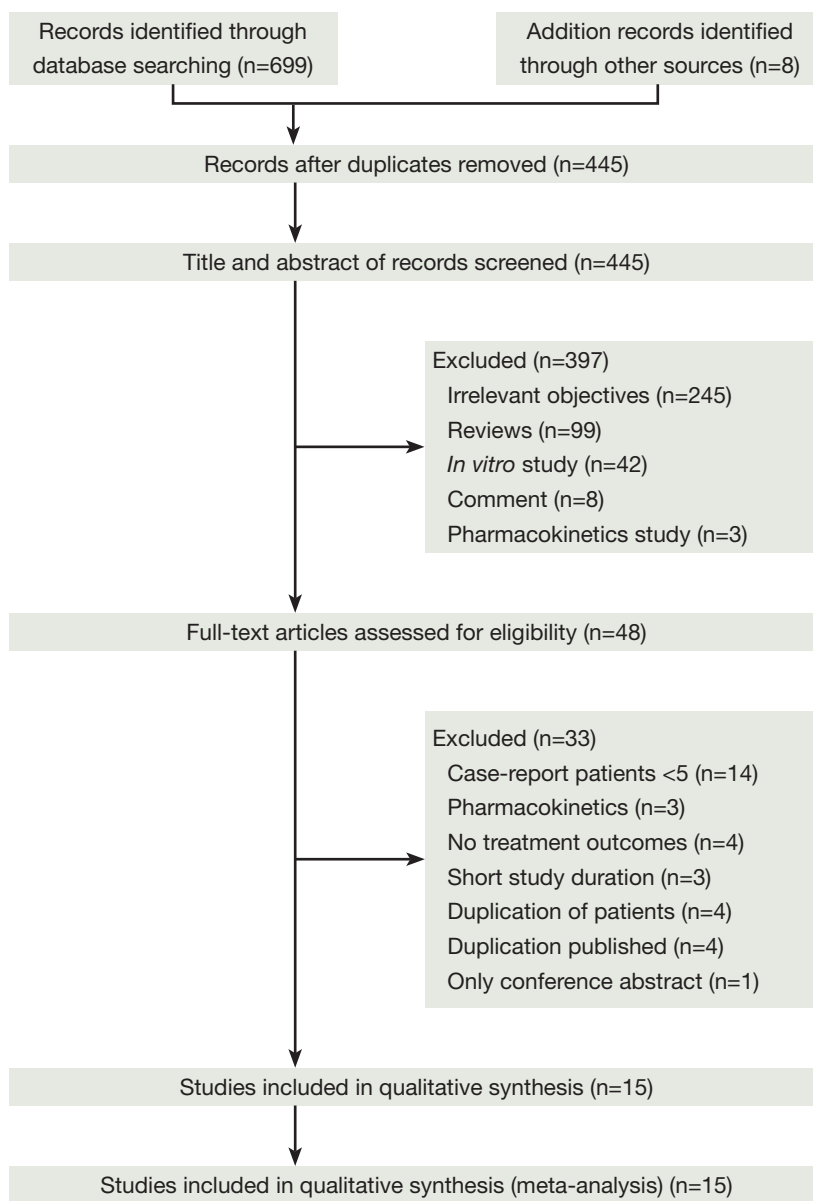 Records identified through
database searching (n=699)
Addition records identified
through other sources (n=8)
Records after duplicates removed (n=445)
Title and abstract of records screened (n=445)
Excluded (n=397)
Irrelevant objectives (n=245)
Reviews (n=99)
In vitro study (n=42)
Comment (n=8)
Pharmacokinetics study (n=3)
Full-text articles assessed for eligibility (n=48)
Excluded (n=33)
Case-report patients <5 (n=14)
Pharmacokinetics (n=3)
No treatment outcomes (n=4)
Short study duration (n=3)
Duplication of patients (n=4)
Duplication published (n=4)
Only conference abstract (n=1)
Studies included in qualitative synthesis (n=15)
Studies included in qualitative synthesis (meta-analysis) (n=15)